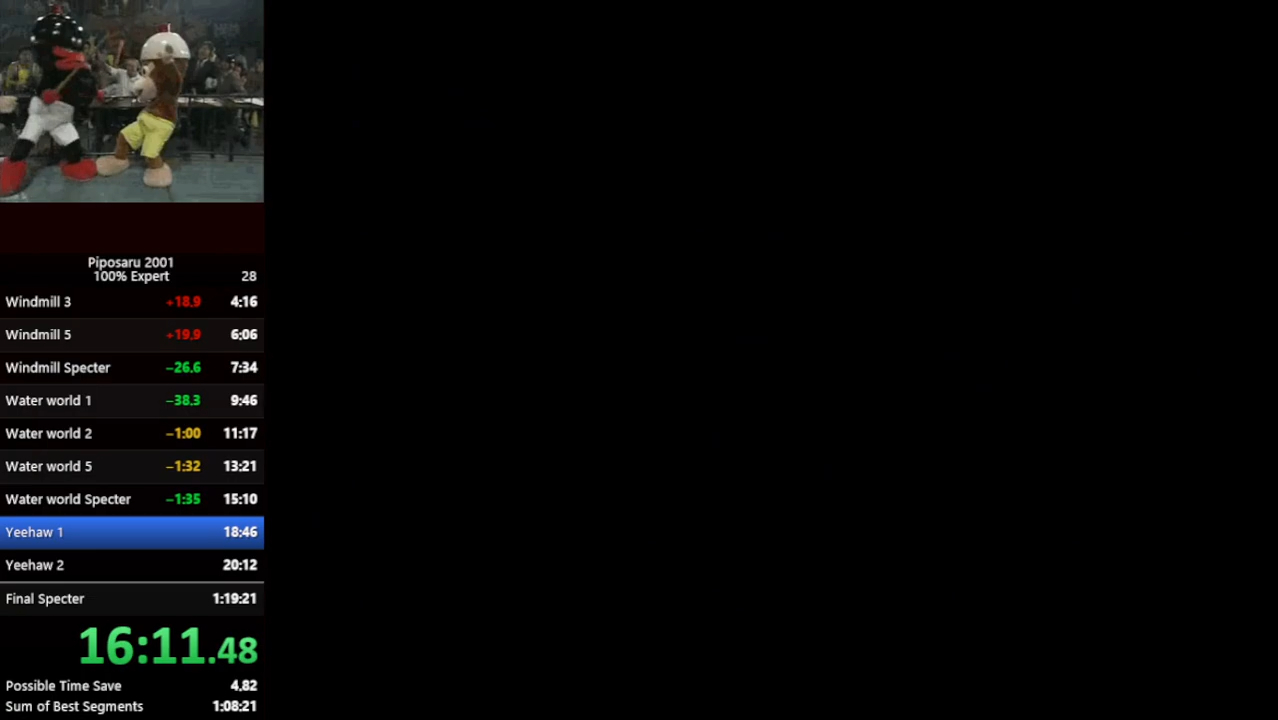 Piposaru 2001
100% Expert 28
Windmill 3 +18.9 4:16
Windmill 5 +19.9 6:06
Windmill Specter −26.6 7:34
Water world 1 −38.3 9:46
Water world 2 −1:00 11:17
Water world 5 −1:32 13:21
Water world Specter −1:35 15:10
Yeehaw 1 18:46
Yeehaw 2 20:12
Final Specter 1:19:21
16:11.48
Possible Time Save 4.82
Sum of Best Segments 1:08:21